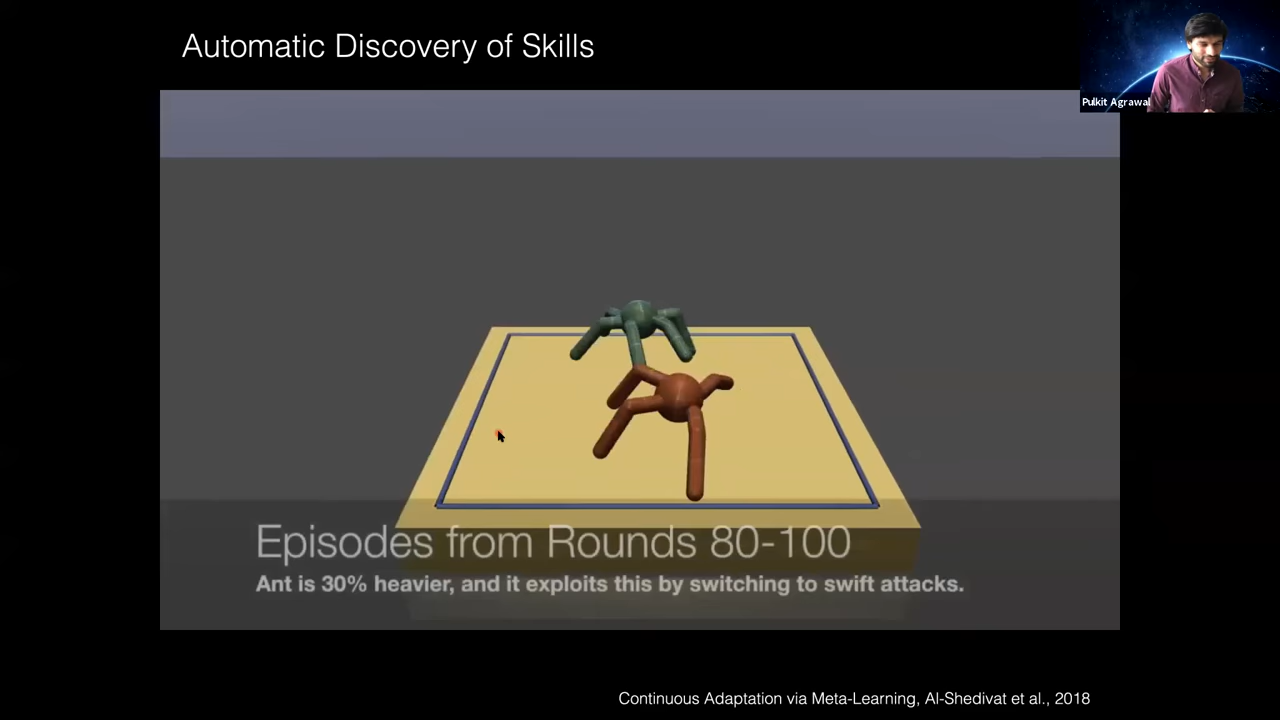 Automatic Discovery of Skills
Pulkit Agrawal
Episodes from Rounds 80-100
Ant is 30% heavier, and it exploits this by switching to swift attacks.
Continuous Adaptation via Meta-Learning, Al-Shedivat et al., 2018